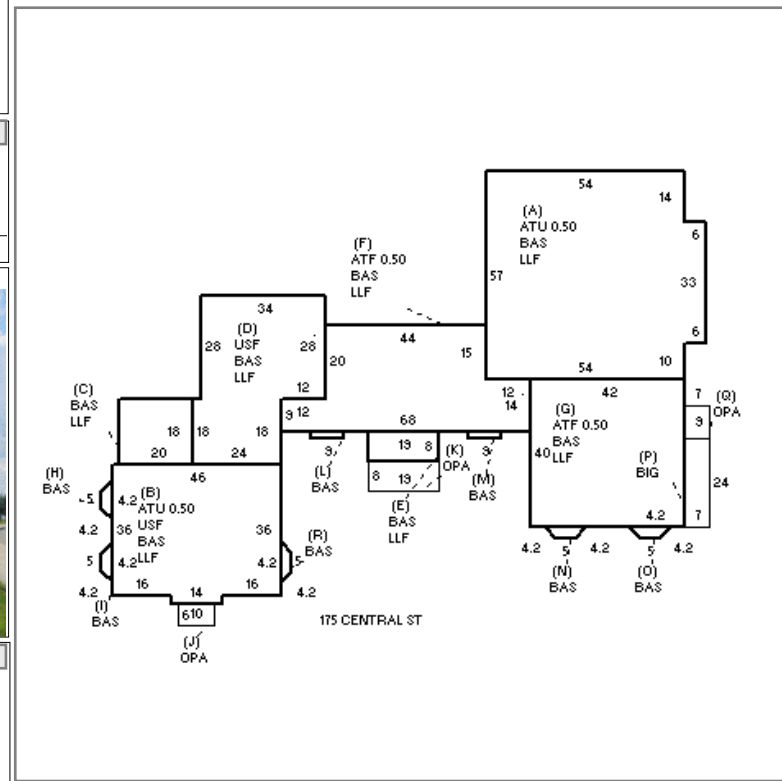 54
(A)
14
ATU 0.50
BAS
LLF
6
(F)
ATF 0.50
BAS
LLF
57
33
34
(D)
USF
BAS
LLF
28
28
44
20
15
6
54
10
(C)
BAS
LLF
12
9
12
68
12
14
42
7
(Q)
OPA
(G)
ATF 0.50
BAS
LLF
9
18
18
18
20
24
19
8
9
9
(K)
OPA
(L)
BAS
(M)
BAS
40
(P)
BIG
24
8
19
(E)
BAS
LLF
(H)
BAS
46
5
4.2
(B)
ATU 0.50
USF
BAS
LLF
4.2
36
36
7
4.2
(R)
BAS
5
4.2
4.2
5
4.2
5
4.2
4.2
5
4.2
(N)
BAS
(O)
BAS
16
14
16
4.2
4.2
(I)
BAS
6
10
175 CENTRAL ST
(J)
OPA